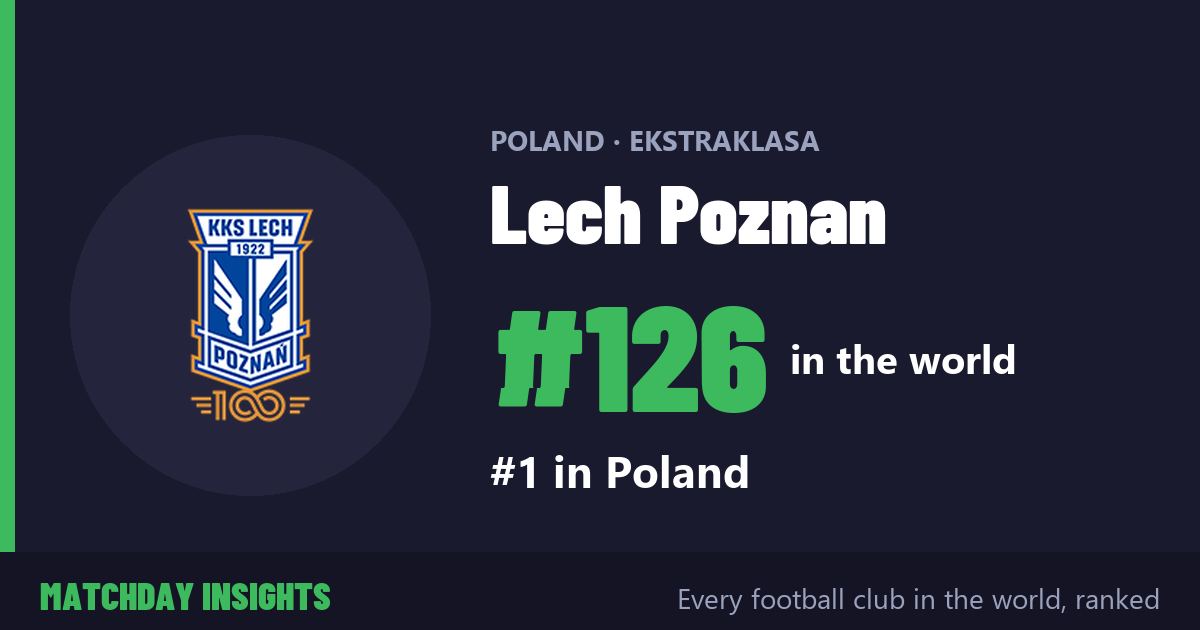 POLAND · EKSTRAKLASA
Lech Poznan
#126 in the world
#1 in Poland
KKS LECH
1922
POZNAŃ
100
MATCHDAY INSIGHTS
Every football club in the world, ranked